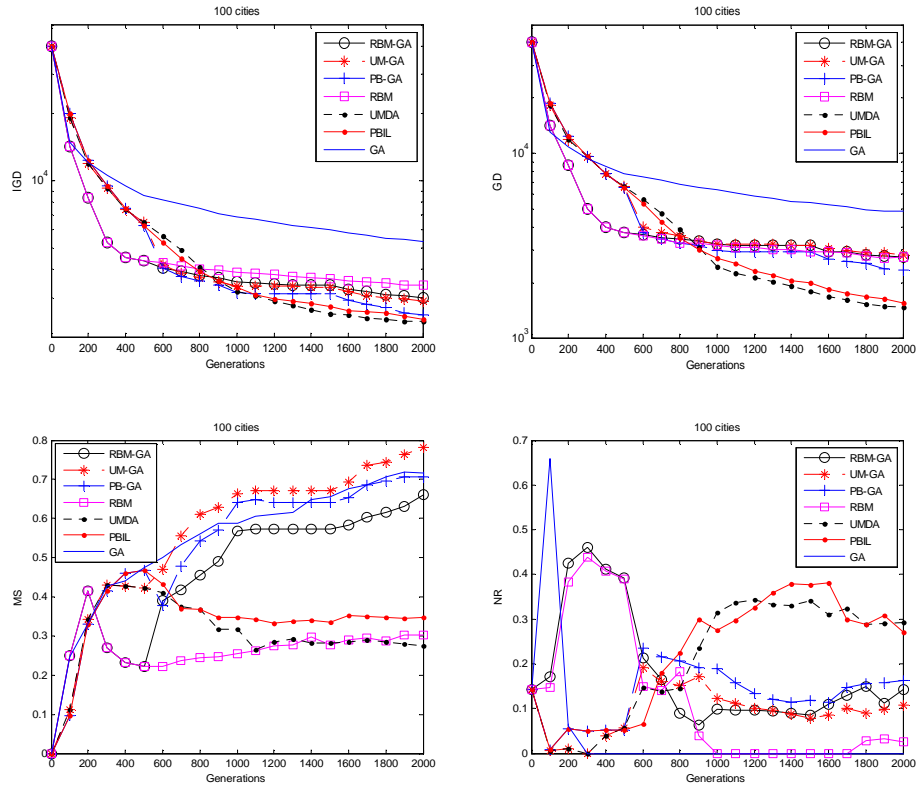 100 cities
IGD
10^4
0 200 400 600 800 1000 1200 1400 1600 1800 2000
Generations
RBM-GA
UM-GA
PB-GA
RBM
UMDA
PBIL
GA
100 cities
GD
10^4
10^3
0 200 400 600 800 1000 1200 1400 1600 1800 2000
Generations
RBM-GA
UM-GA
PB-GA
RBM
UMDA
PBIL
GA
100 cities
MS
0.8
0.7
0.6
0.5
0.4
0.3
0.2
0.1
0
0 200 400 600 800 1000 1200 1400 1600 1800 2000
Generations
RBM-GA
UM-GA
PB-GA
RBM
UMDA
PBIL
GA
100 cities
NR
0.7
0.6
0.5
0.4
0.3
0.2
0.1
0
0 200 400 600 800 1000 1200 1400 1600 1800 2000
Generations
RBM-GA
UM-GA
PB-GA
RBM
UMDA
PBIL
GA